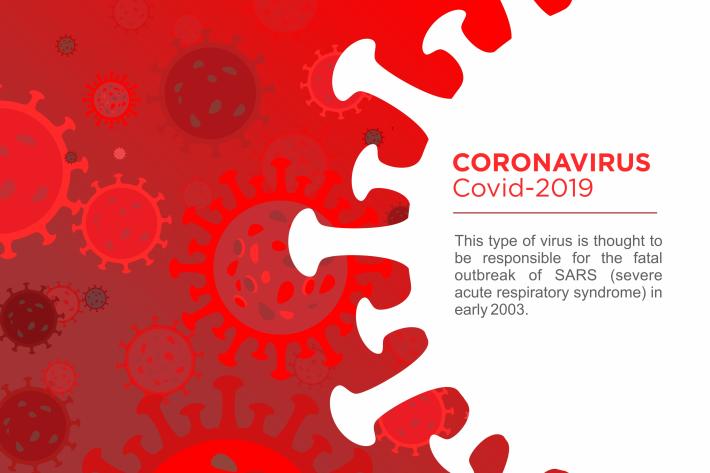 CORONAVIRUS
Covid-2019
This type of virus is thought to
be responsible for the fatal
outbreak of SARS (severe
acute respiratory syndrome) in
early 2003.